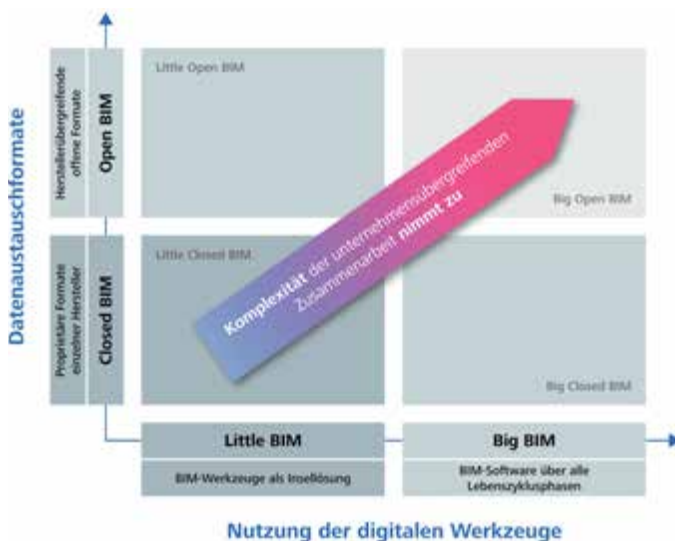 Datenaustauschformate
Herstellerübergreifende
offene Formate
Open BIM
Proprietäre Formate
einzelner Hersteller
Closed BIM
Little Open BIM
Big Open BIM
Little Closed BIM
Big Closed BIM
Komplexität der unternehmensübergreifenden
Zusammenarbeit nimmt zu
Little BIM
Big BIM
BIM-Werkzeuge als Insellösung
BIM-Software über alle
Lebenszyklusphasen
Nutzung der digitalen Werkzeuge